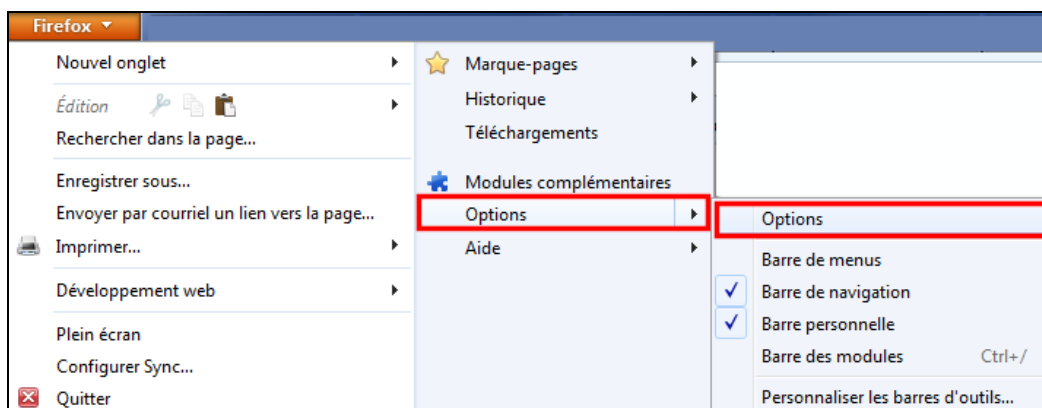 Firefox
Nouvel onglet
Édition
Rechercher dans la page...
Enregistrer sous...
Envoyer par courriel un lien vers la page...
Imprimer...
Développement web
Plein écran
Configurer Sync...
Quitter
Marque-pages
Historique
Téléchargements
Modules complémentaires
Options
Aide
Options
Barre de menus
Barre de navigation
Barre personnelle
Barre des modules Ctrl+/
Personnaliser les barres d'outils...